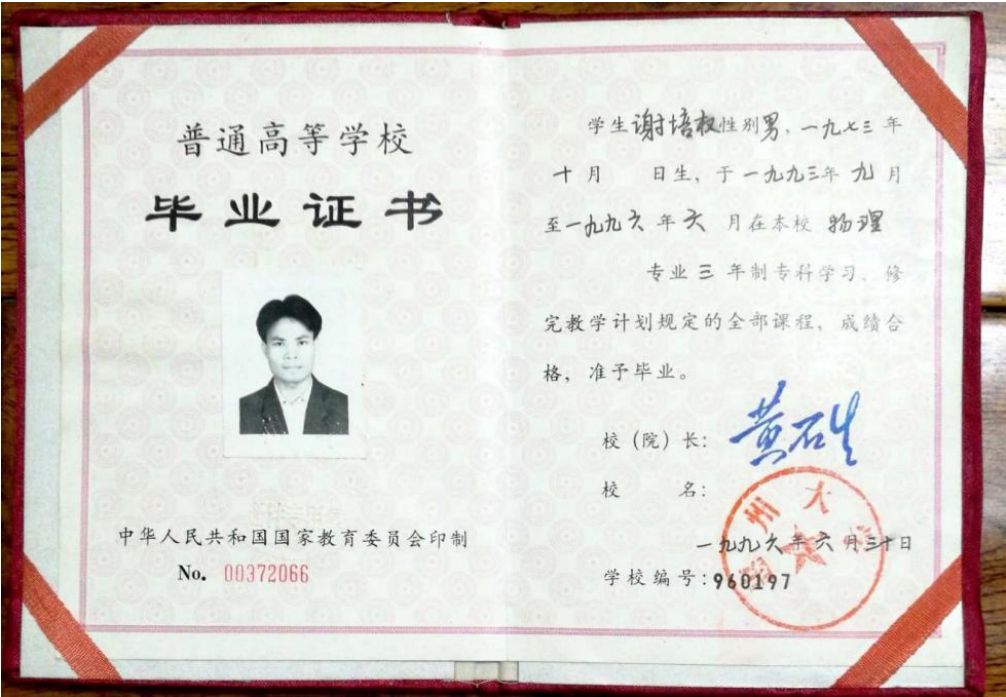 普通高等学校
毕业证书
中华人民共和国国家教育委员会印制
No. 00372066
学生谢培权性别男，一九七三年
十月　　日生，于一九九三年九月
至一九九六年六月在本校物理
专业三年制专科学习，修
完教学计划规定的全部课程，成绩合
格，准予毕业。
校（院）长：黄石生
校　　名：
州大
一九九六年六月三十日
学校编号：960197